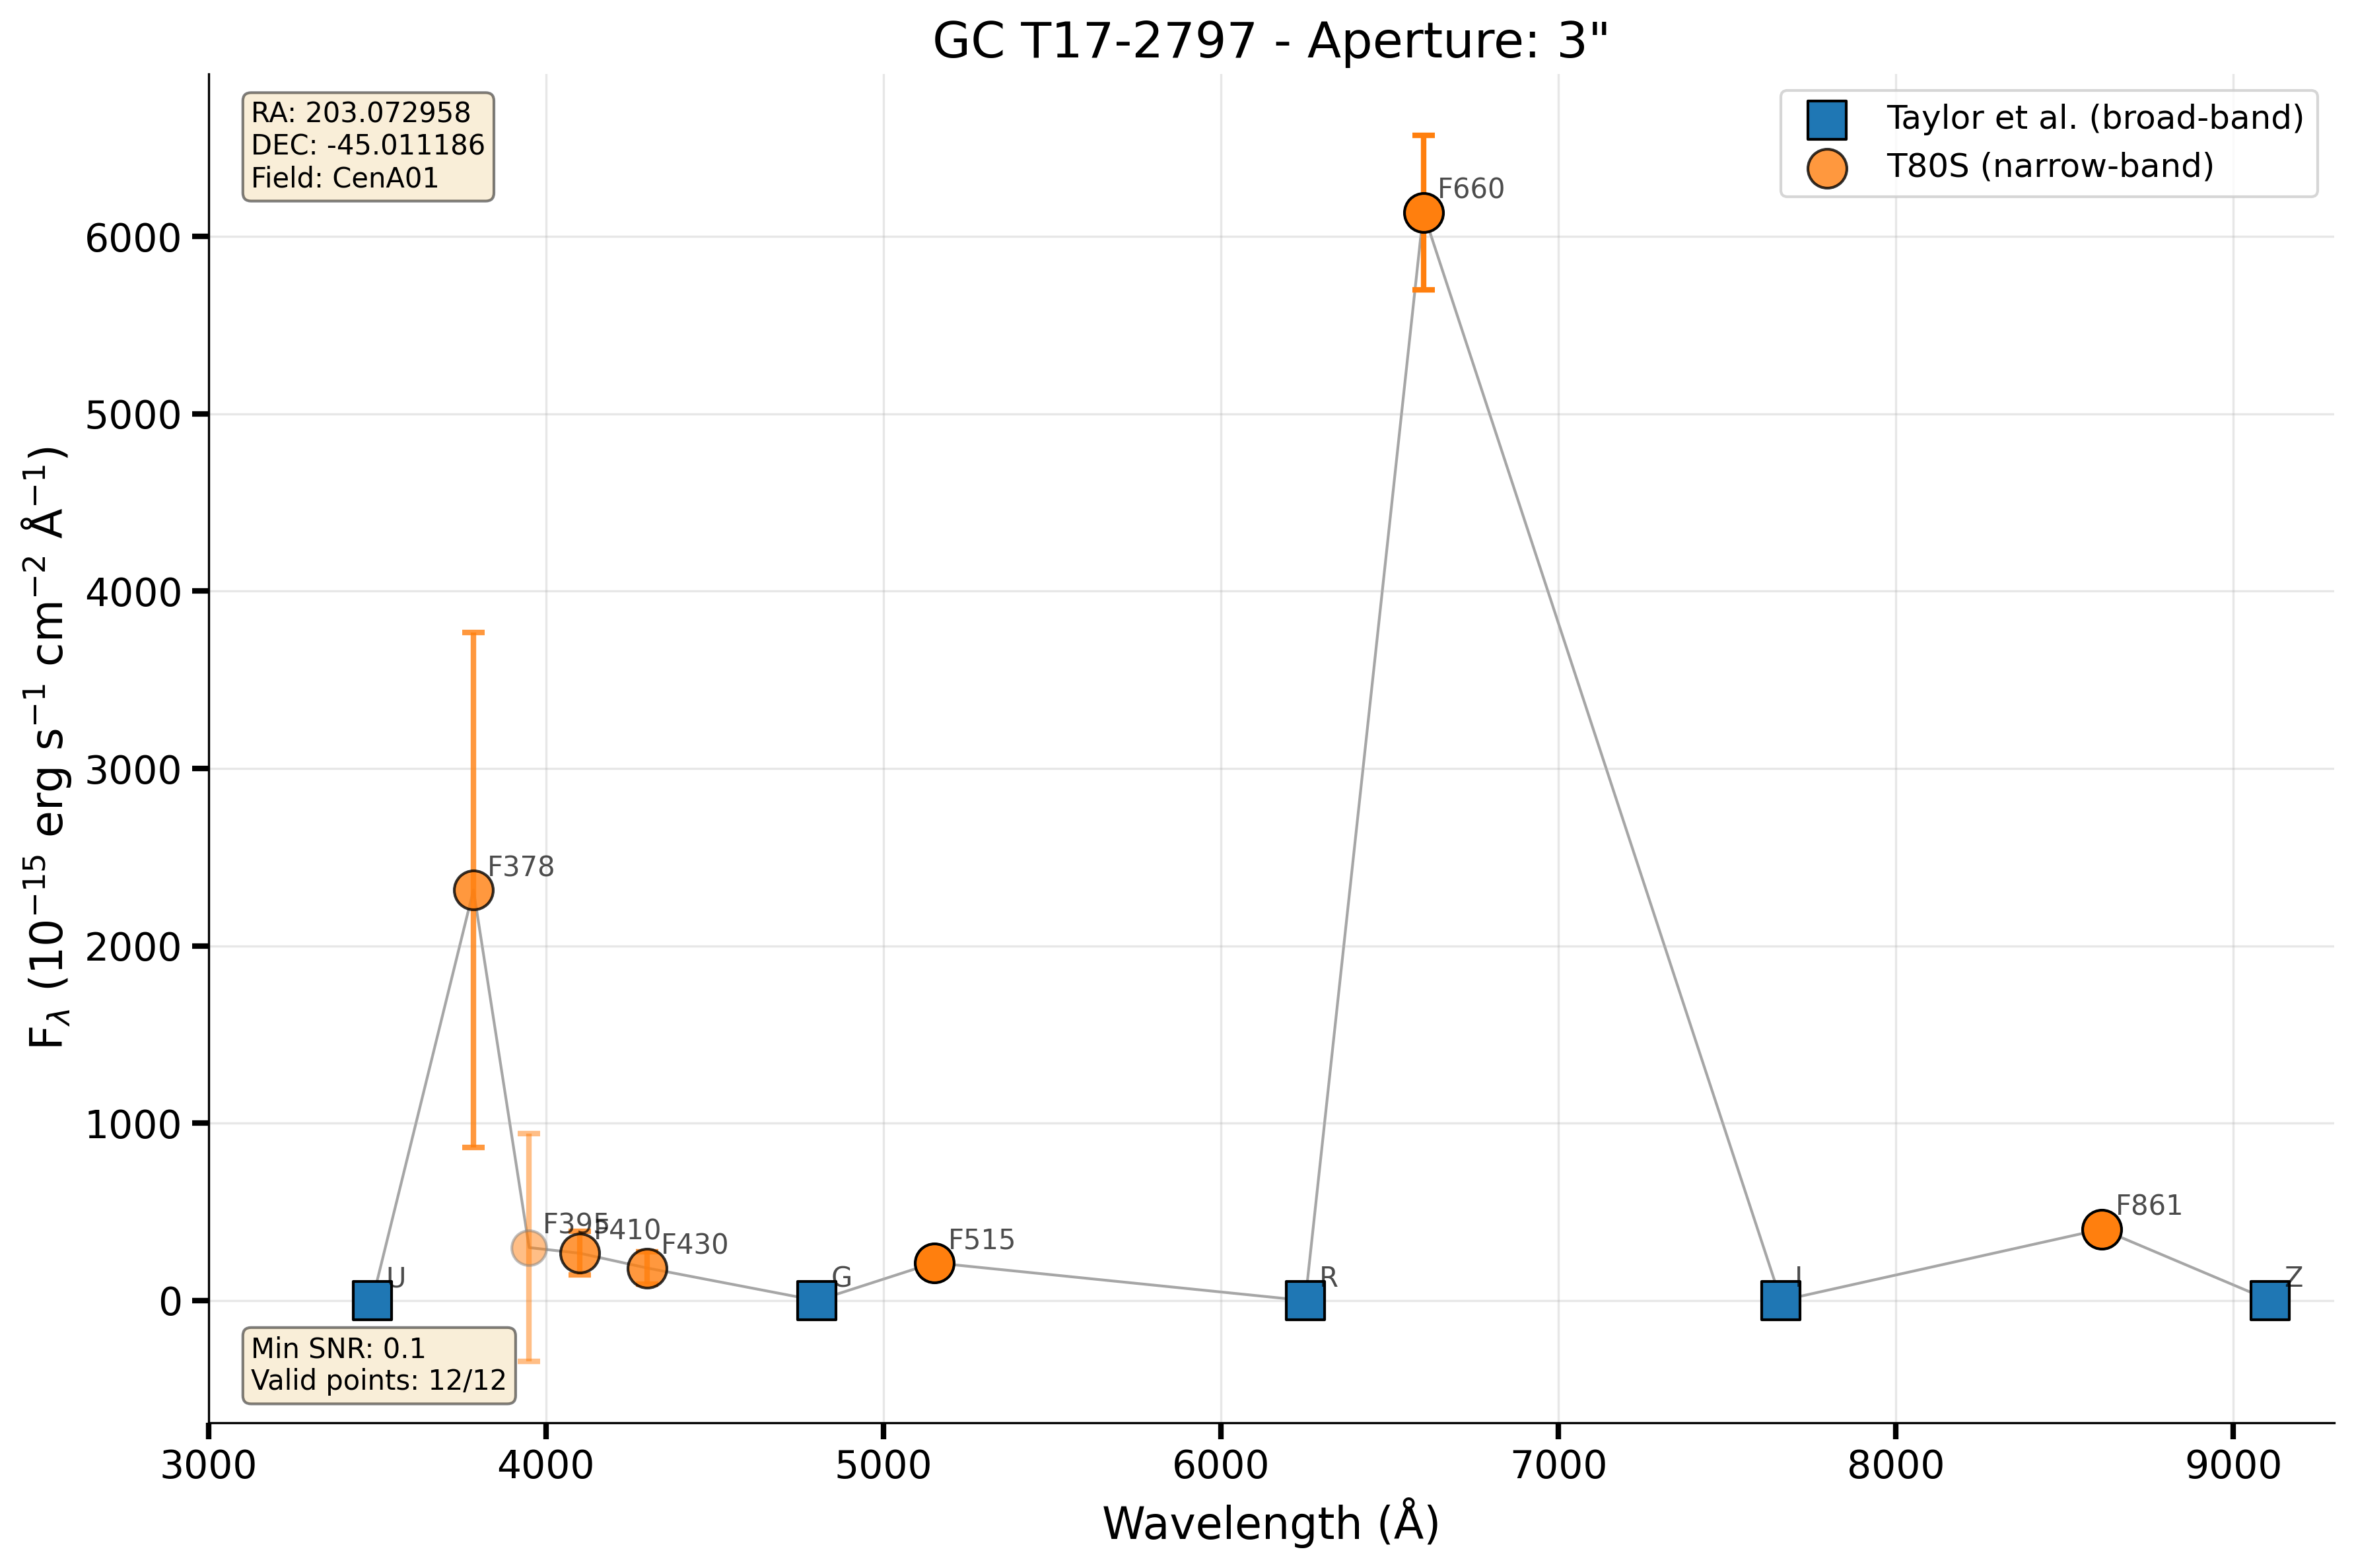 GC T17-2797 - Aperture: 3"
RA: 203.072958
DEC: -45.011186
Field: CenA01
Taylor et al. (broad-band)
T80S (narrow-band)
F660
6000
5000
4000
3000
2000
1000
0
F_λ (10⁻¹⁵ erg s⁻¹ cm⁻² Å⁻¹)
F378
F395
F410
F430
F515
F861
U
G
R
I
Z
Min SNR: 0.1
Valid points: 12/12
3000 4000 5000 6000 7000 8000 9000
Wavelength (Å)